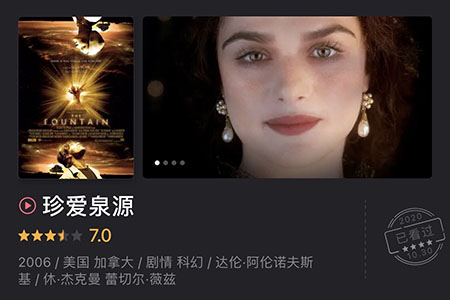 THE
FOUNTAIN
珍爱泉源
7.0
2006 / 美国 加拿大 / 剧情 科幻 / 达伦·阿伦诺夫斯
基 / 休·杰克曼 蕾切尔·薇兹
2020
已看过
10.30